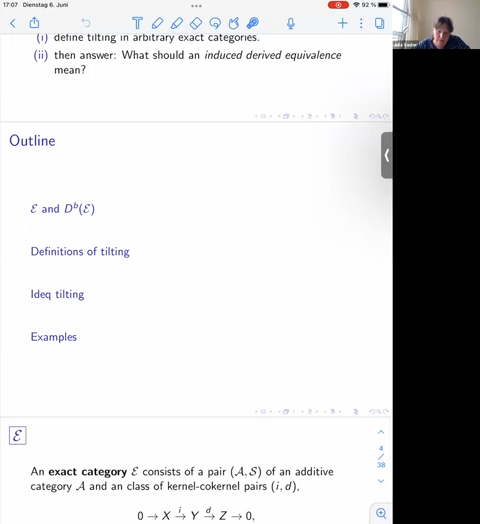 17:07 Dienstag 6. Juni
92 %
(i) define tilting in arbitrary exact categories.
(ii) then answer: What should an induced derived equivalence
mean?
Outline
ℰ and Dᵇ(ℰ)
Definitions of tilting
Ideq tilting
Examples
ℰ
An exact category ℰ consists of a pair (𝒜, 𝒮) of an additive
category 𝒜 and an class of kernel-cokernel pairs (i, d),
0 → X →ⁱ Y →ᵈ Z → 0,
4
/
38